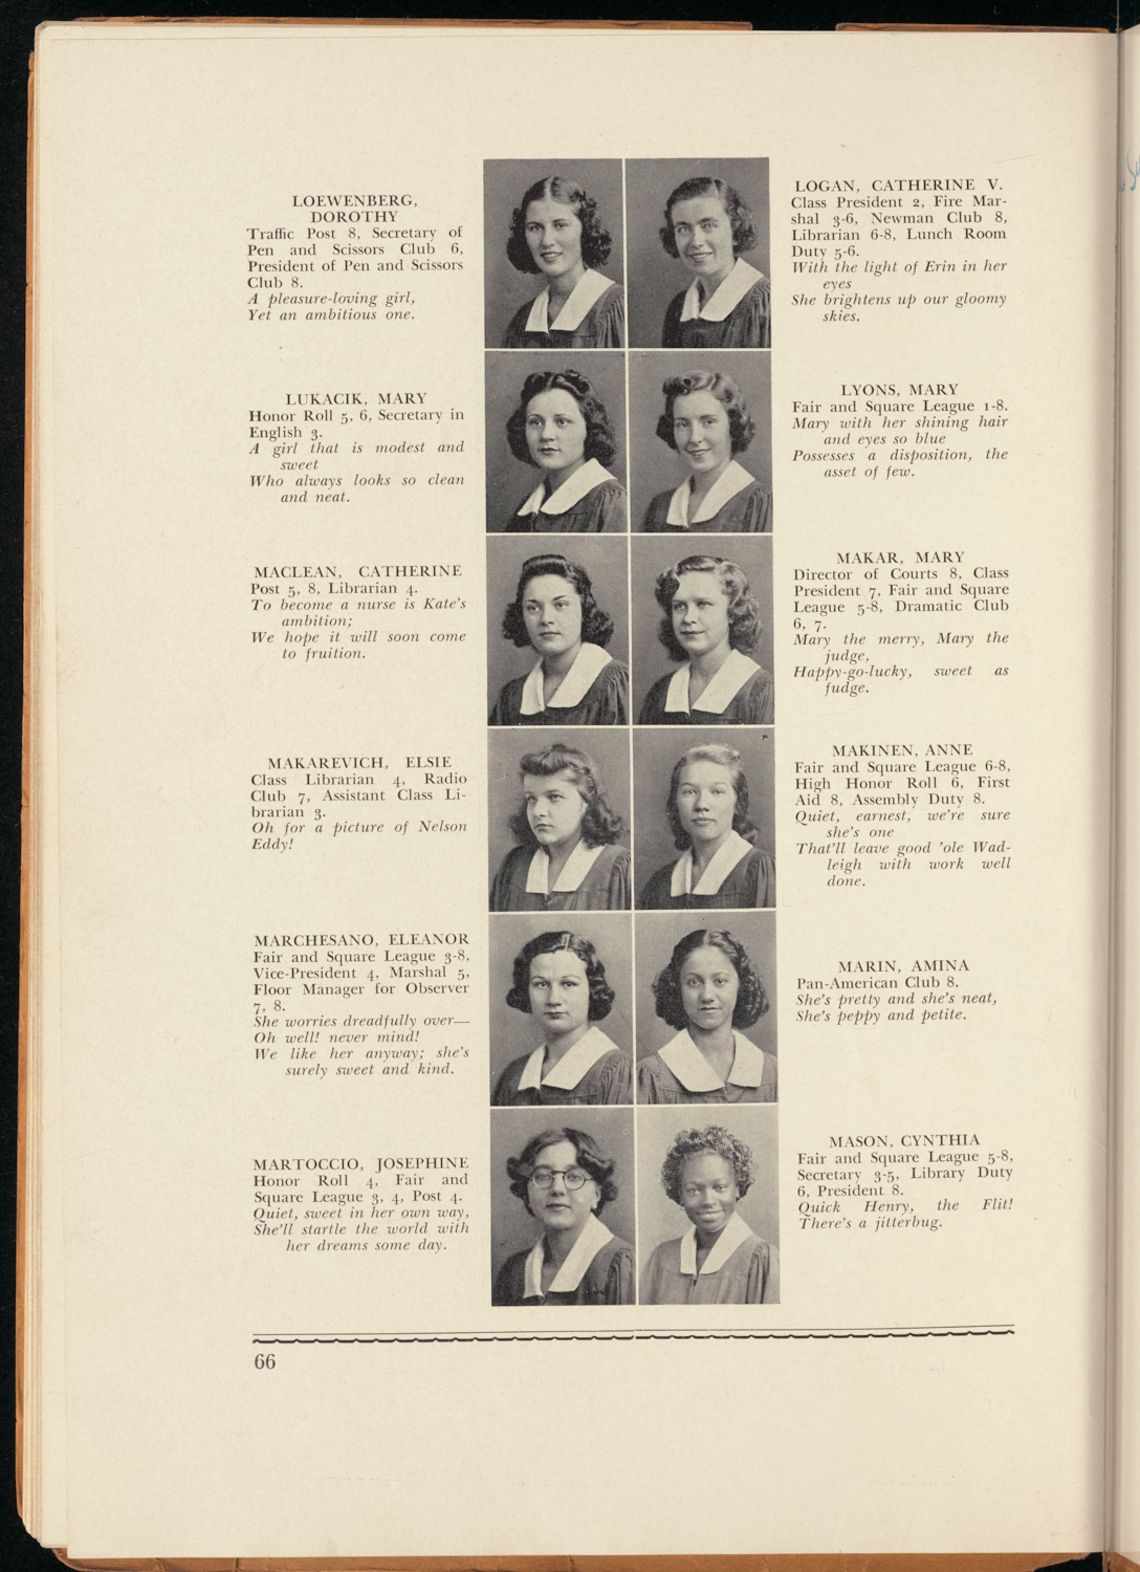 LOEWENBERG,
DOROTHY
Traffic Post 8, Secretary of
Pen and Scissors Club 6,
President of Pen and Scissors
Club 8.
A pleasure-loving girl,
Yet an ambitious one.
LOGAN, CATHERINE V.
Class President 2, Fire Mar-
shal 3-6, Newman Club 8,
Librarian 6-8, Lunch Room
Duty 5-6.
With the light of Erin in her
eyes
She brightens up our gloomy
skies.
LUKACIK, MARY
Honor Roll 5, 6, Secretary in
English 3.
A girl that is modest and
sweet
Who always looks so clean
and neat.
LYONS, MARY
Fair and Square League 1-8.
Mary with her shining hair
and eyes so blue
Possesses a disposition, the
asset of few.
MACLEAN, CATHERINE
Post 5, 8, Librarian 4.
To become a nurse is Kate's
ambition;
We hope it will soon come
to fruition.
MAKAR, MARY
Director of Courts 8, Class
President 7, Fair and Square
League 5-8, Dramatic Club
6, 7.
Mary the merry, Mary the
judge,
Happy-go-lucky, sweet as
fudge.
MAKAREVICH, ELSIE
Class Librarian 4, Radio
Club 7, Assistant Class Li-
brarian 3.
Oh for a picture of Nelson
Eddy!
MAKINEN, ANNE
Fair and Square League 6-8,
High Honor Roll 6, First
Aid 8, Assembly Duty 8.
Quiet, earnest, we're sure
she's one
That'll leave good 'ole Wad-
leigh with work well
done.
MARCHESANO, ELEANOR
Fair and Square League 3-8,
Vice-President 4, Marshal 5,
Floor Manager for Observer
7, 8.
She worries dreadfully over—
Oh well! never mind!
We like her anyway; she's
surely sweet and kind.
MARIN, AMINA
Pan-American Club 8.
She's pretty and she's neat,
She's peppy and petite.
MARTOCCIO, JOSEPHINE
Honor Roll 4, Fair and
Square League 3, 4, Post 4.
Quiet, sweet in her own way,
She'll startle the world with
her dreams some day.
MASON, CYNTHIA
Fair and Square League 5-8,
Secretary 3-5, Library Duty
6, President 8.
Quick Henry, the Flit!
There's a jitterbug.
66